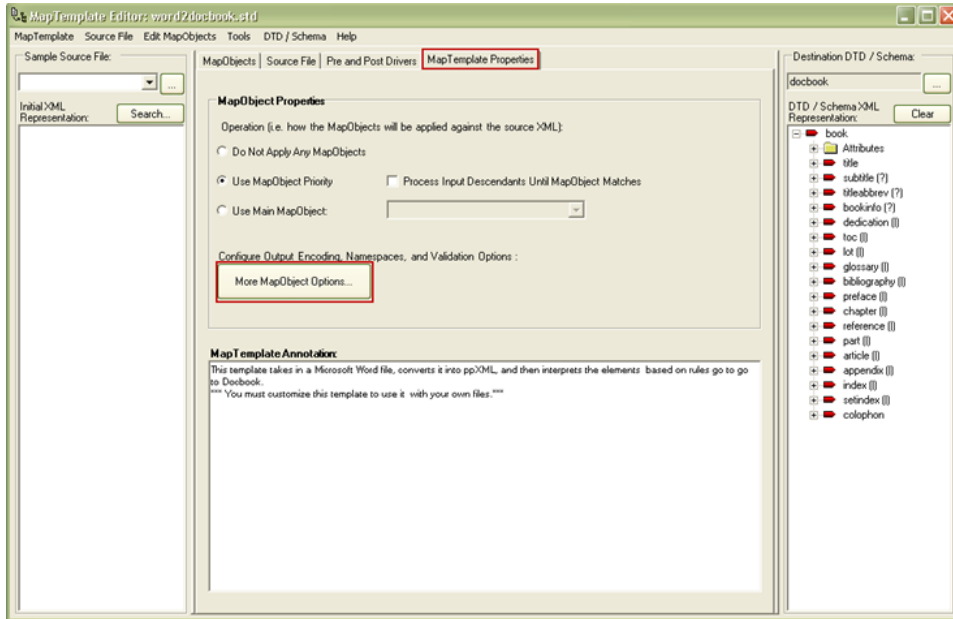 MapTemplate Editor: word2docbook.std
MapTemplate Source File Edit MapObjects Tools DTD / Schema Help
Sample Source File:
...
Initial XML
Representation:
Search...
MapObjects
Source File
Pre and Post Drivers
MapTemplate Properties
MapObject Properties
Operation (i.e. how the MapObjects will be applied against the source XML):
Do Not Apply Any MapObjects
Use MapObject Priority
Process Input Descendants Until MapObject Matches
Use Main MapObject:
Configure Output Encoding, Namespaces, and Validation Options :
More MapObject Options...
MapTemplate Annotation:
This template takes in a Microsoft Word file, converts it into ppXML, and then interprets the elements based on rules go to go
to Docbook.
*** You must customize this template to use it with your own files.***
Destination DTD / Schema:
docbook
...
DTD / Schema XML
Representation:
Clear
book
Attributes
title
subtitle (?)
titleabbrev (?)
bookinfo (?)
dedication (|)
toc (|)
lot (|)
glossary (|)
bibliography (|)
preface (|)
chapter (|)
reference (|)
part (|)
article (|)
appendix (|)
index (|)
setindex (|)
colophon